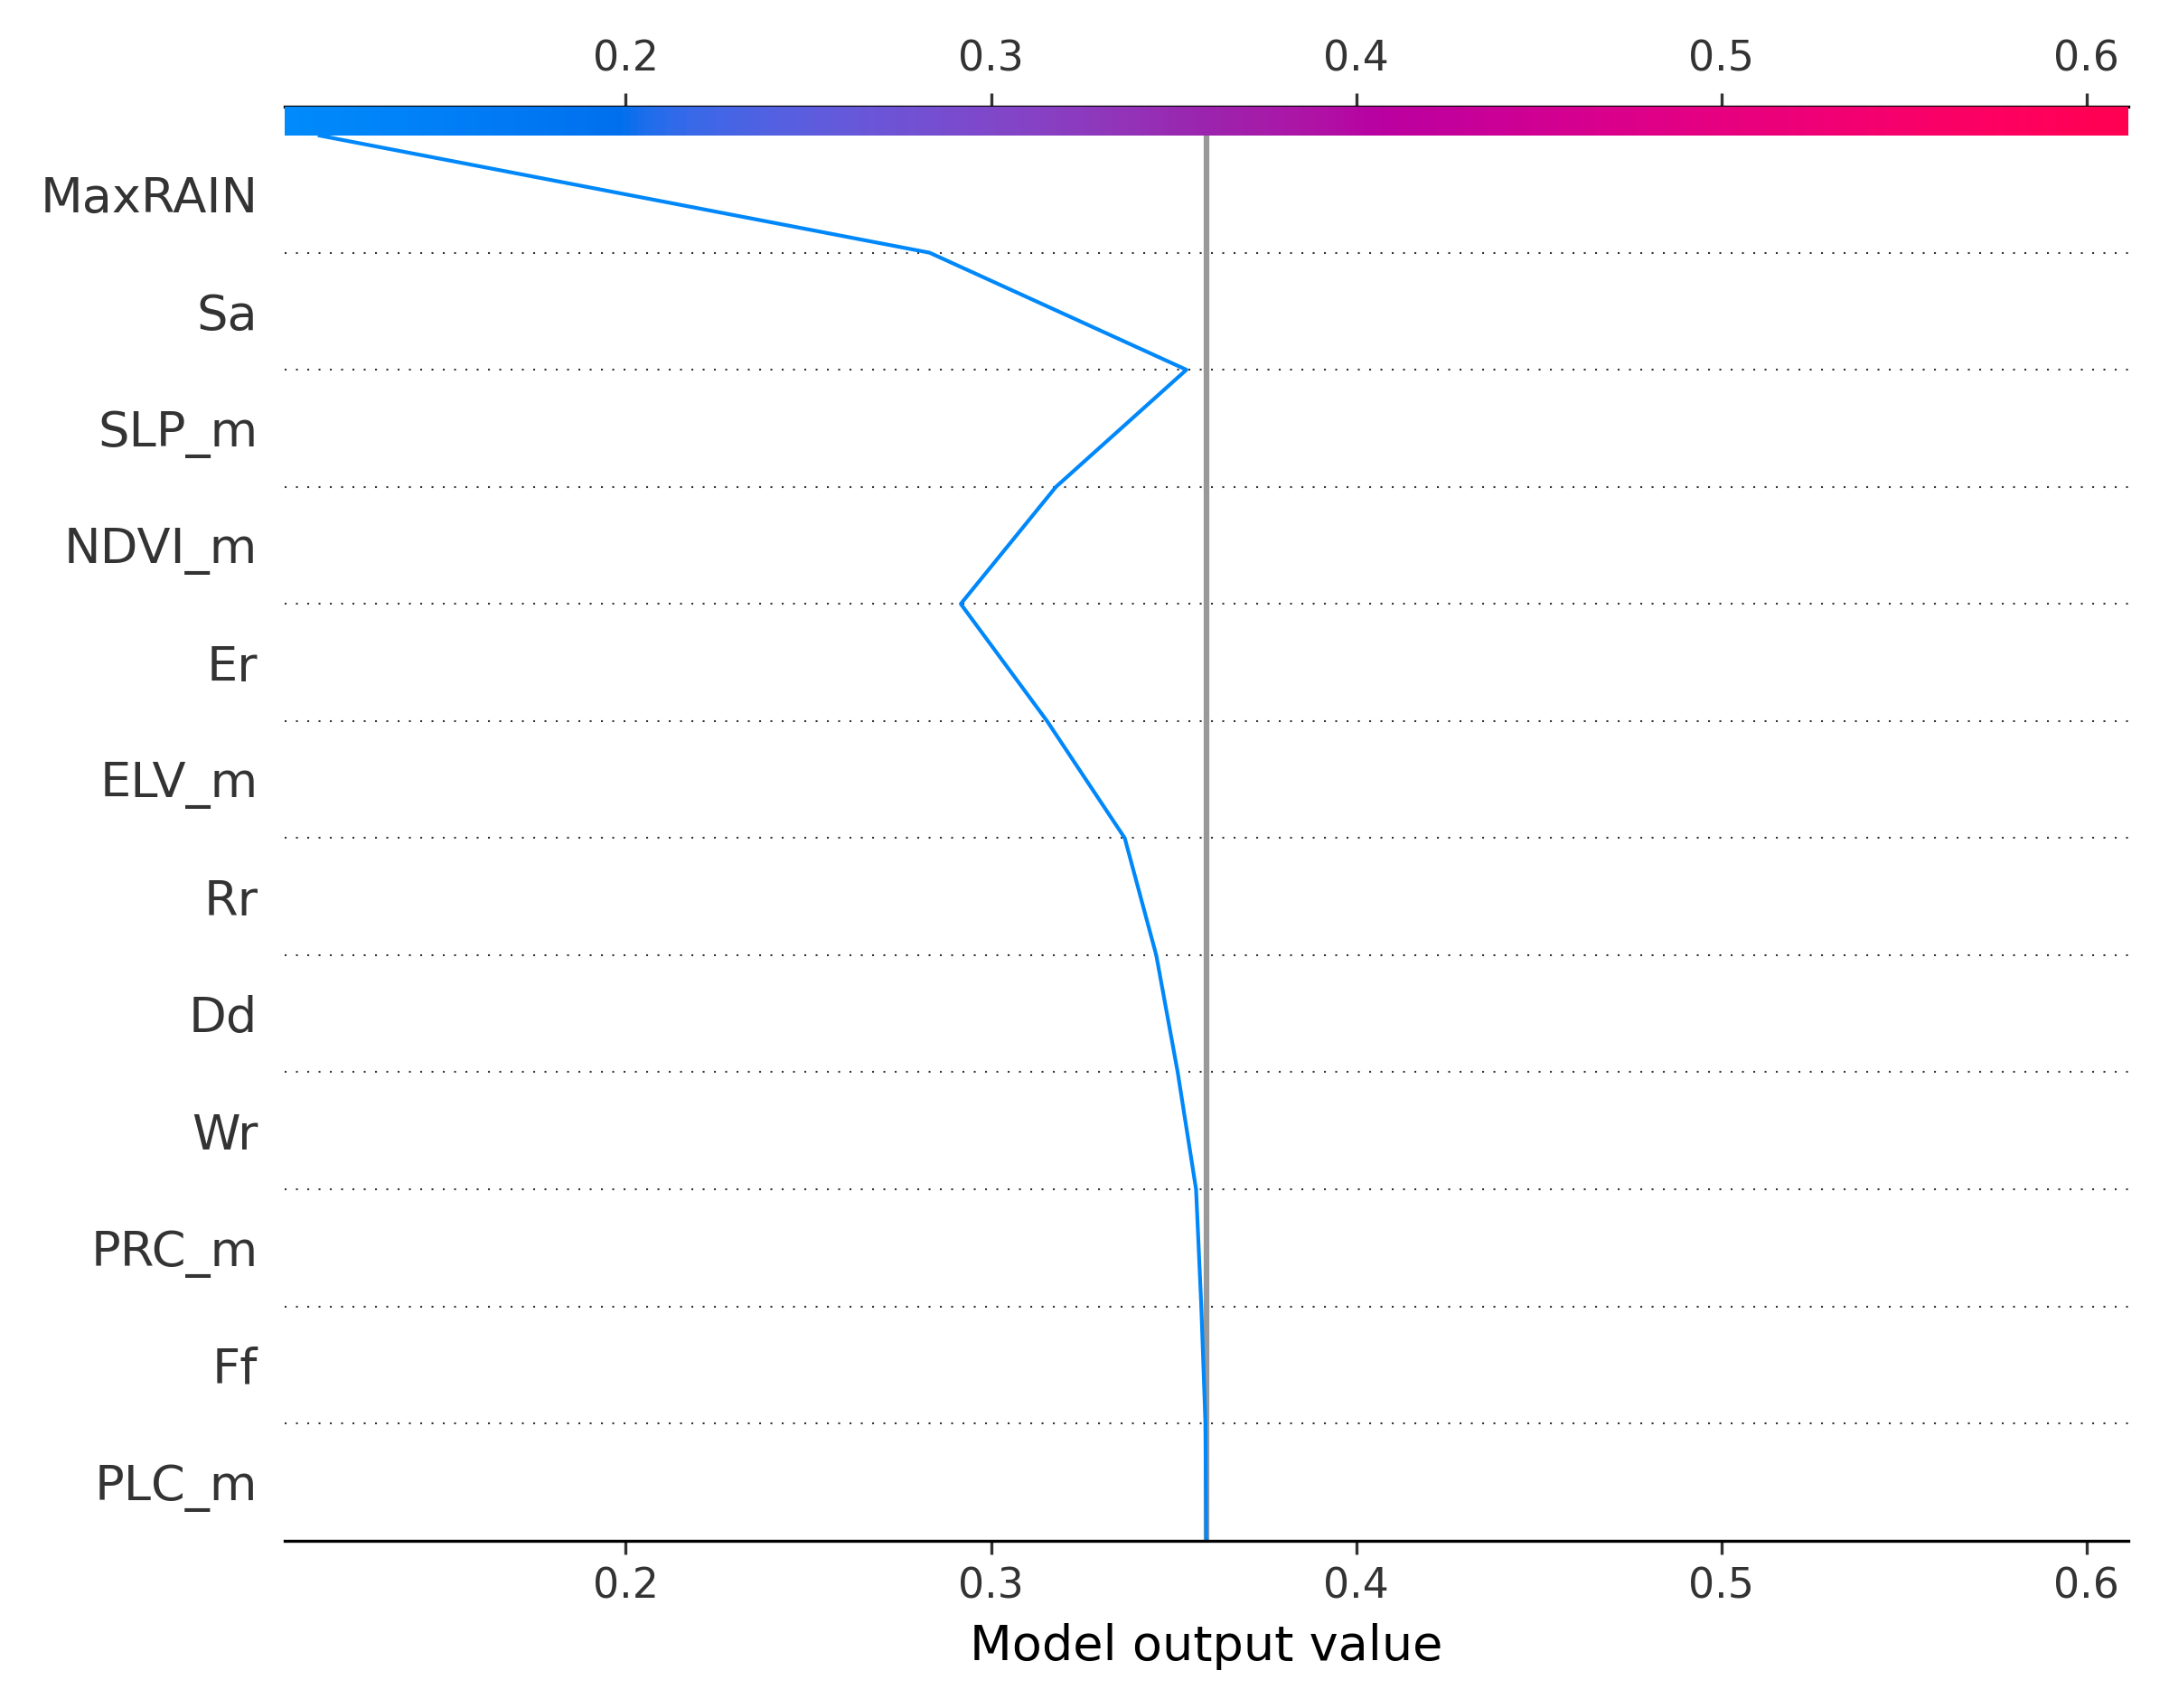 0.2 0.3 0.4 0.5 0.6
MaxRAIN
Sa
SLP_m
NDVI_m
Er
ELV_m
Rr
Dd
Wr
PRC_m
Ff
PLC_m
0.2 0.3 0.4 0.5 0.6
Model output value